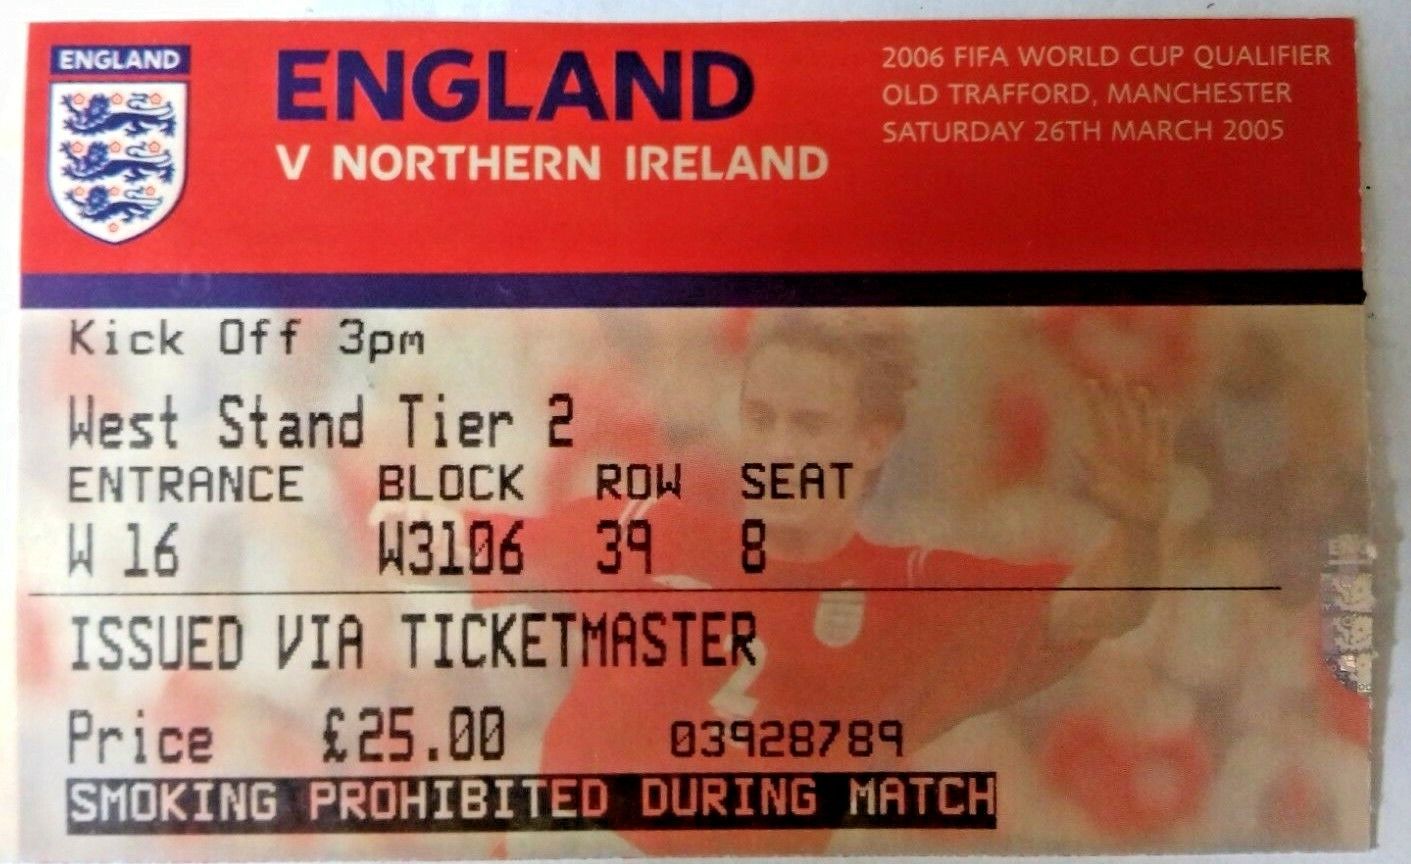 ENGLAND
ENGLAND
V NORTHERN IRELAND
2006 FIFA WORLD CUP QUALIFIER
OLD TRAFFORD, MANCHESTER
SATURDAY 26TH MARCH 2005
Kick Off 3pm
West Stand Tier 2
ENTRANCE BLOCK ROW SEAT
W 16 W3106 39 8
ISSUED VIA TICKETMASTER
2
Price £25.00 03928789
SMOKING PROHIBITED DURING MATCH